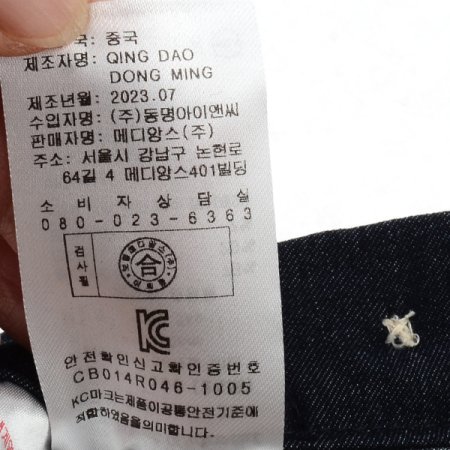 국: 중국
제조자명: QING DAO
DONG MING
제조년월: 2023.07
수입자명: (주)동명아이앤씨
판매자명: 메디앙스(주)
주소: 서울시 강남구 논현로
64길 4 메디앙스401빌딩
소비자상담실
080-023-6363
검사필
合
안전확인신고확인증번호
CB014R046-1005
KC마크는제품이공통안전기준에
적합하였음을의미합니다.